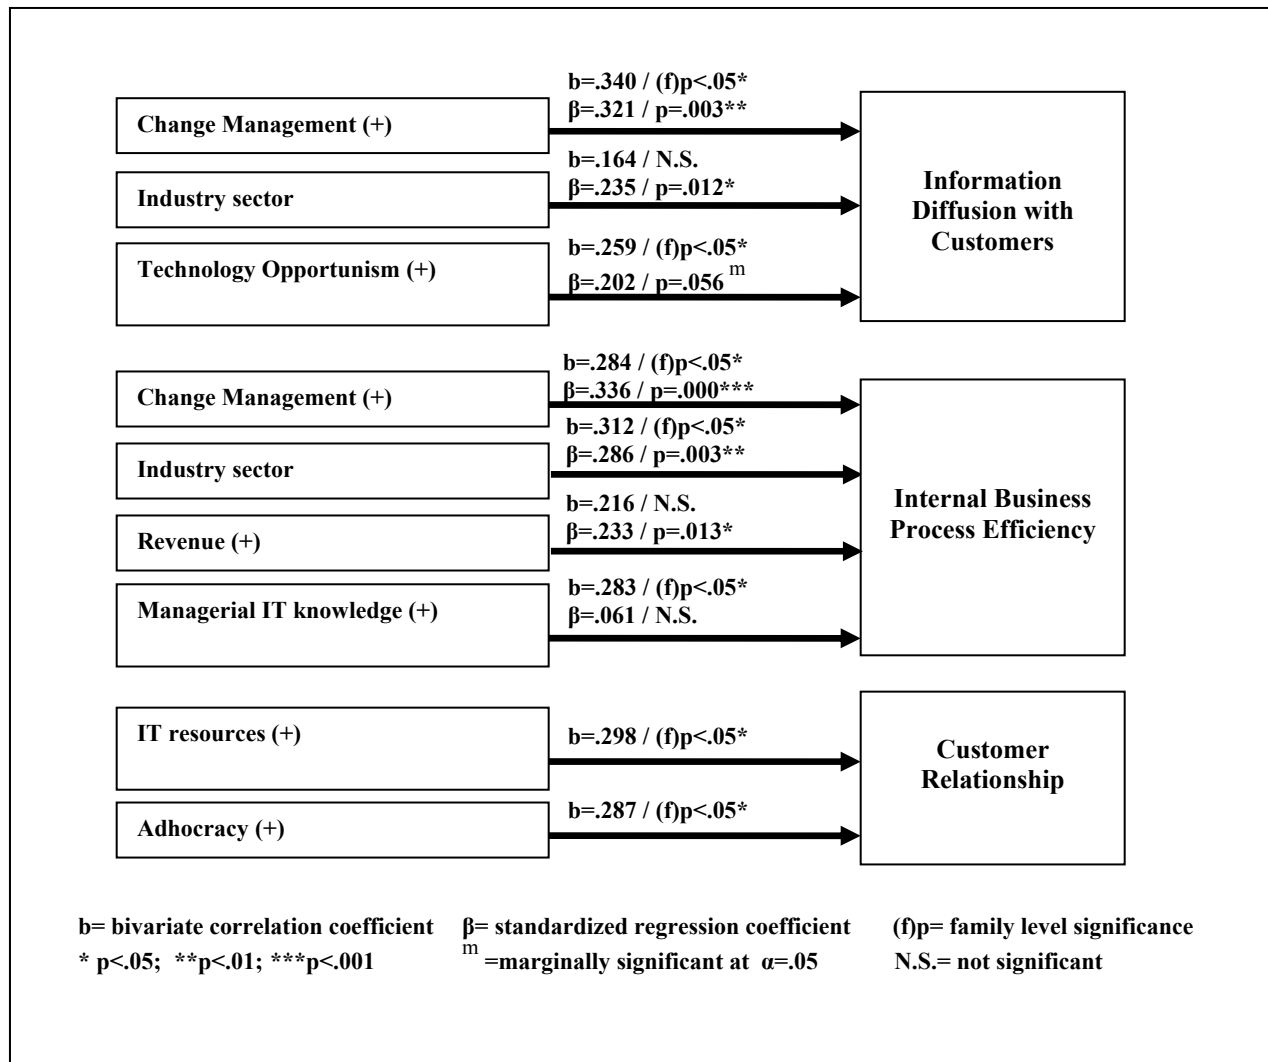 b=.340 / (f)p<.05*
Change Management (+)
β=.321 / p=.003**
b=.164 / N.S.
Industry sector
β=.235 / p=.012*
b=.259 / (f)p<.05*
Technology Opportunism (+)
β=.202 / p=.056 m
Information
Diffusion with
Customers
b=.284 / (f)p<.05*
Change Management (+)
β=.336 / p=.000***
b=.312 / (f)p<.05*
Industry sector
β=.286 / p=.003**
b=.216 / N.S.
Revenue (+)
β=.233 / p=.013*
b=.283 / (f)p<.05*
Managerial IT knowledge (+)
β=.061 / N.S.
Internal Business
Process Efficiency
IT resources (+)
b=.298 / (f)p<.05*
Adhocracy (+)
b=.287 / (f)p<.05*
Customer
Relationship
b= bivariate correlation coefficient β= standardized regression coefficient (f)p= family level significance
* p<.05; **p<.01; ***p<.001 m =marginally significant at α=.05 N.S.= not significant